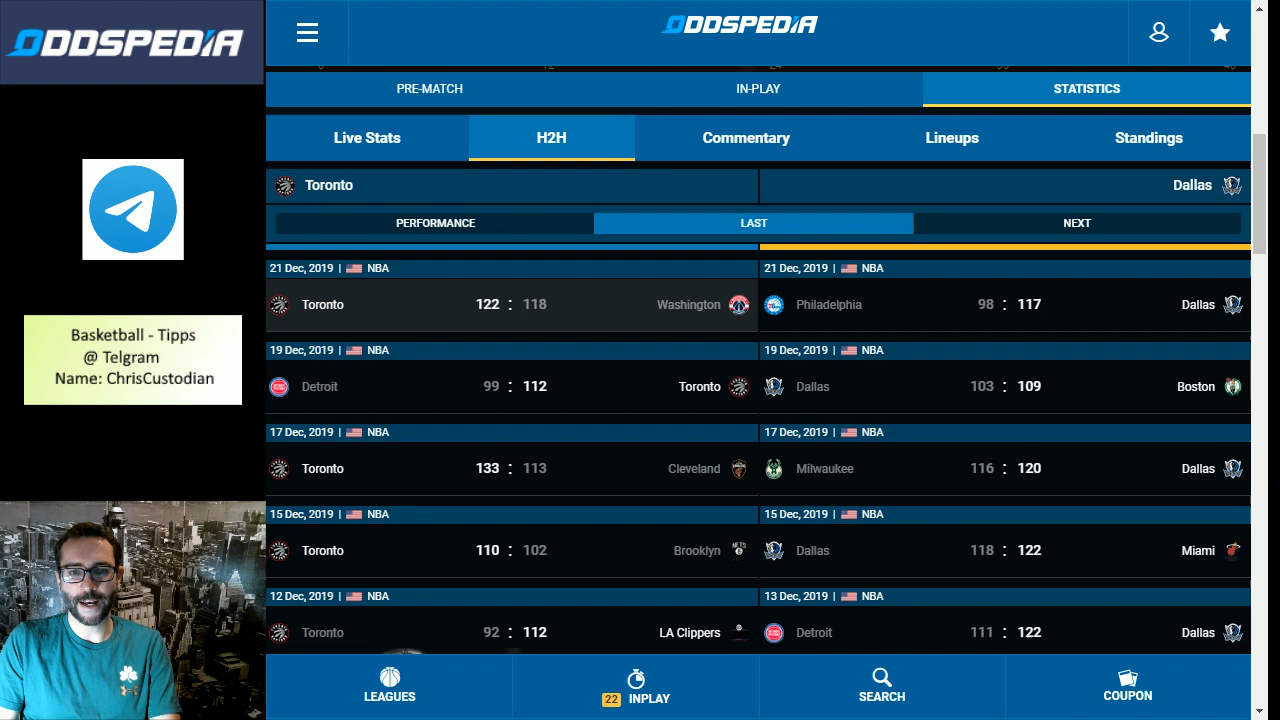 ODDSPEDIA
Basketball - Tipps
@ Telgram
Name: ChrisCustodian
ODDSPEDIA
PRE-MATCH
IN-PLAY
STATISTICS
Live Stats
H2H
Commentary
Lineups
Standings
Toronto
Dallas
PERFORMANCE
LAST
NEXT
21 Dec, 2019 | NBA
Toronto 122 : 118 Washington
21 Dec, 2019 | NBA
Philadelphia 98 : 117 Dallas
19 Dec, 2019 | NBA
Detroit 99 : 112 Toronto
19 Dec, 2019 | NBA
Dallas 103 : 109 Boston
17 Dec, 2019 | NBA
Toronto 133 : 113 Cleveland
17 Dec, 2019 | NBA
Milwaukee 116 : 120 Dallas
15 Dec, 2019 | NBA
Toronto 110 : 102 Brooklyn
NETS
15 Dec, 2019 | NBA
Dallas 118 : 122 Miami
12 Dec, 2019 | NBA
Toronto 92 : 112 LA Clippers
13 Dec, 2019 | NBA
Detroit 111 : 122 Dallas
LEAGUES
22 INPLAY
SEARCH
COUPON